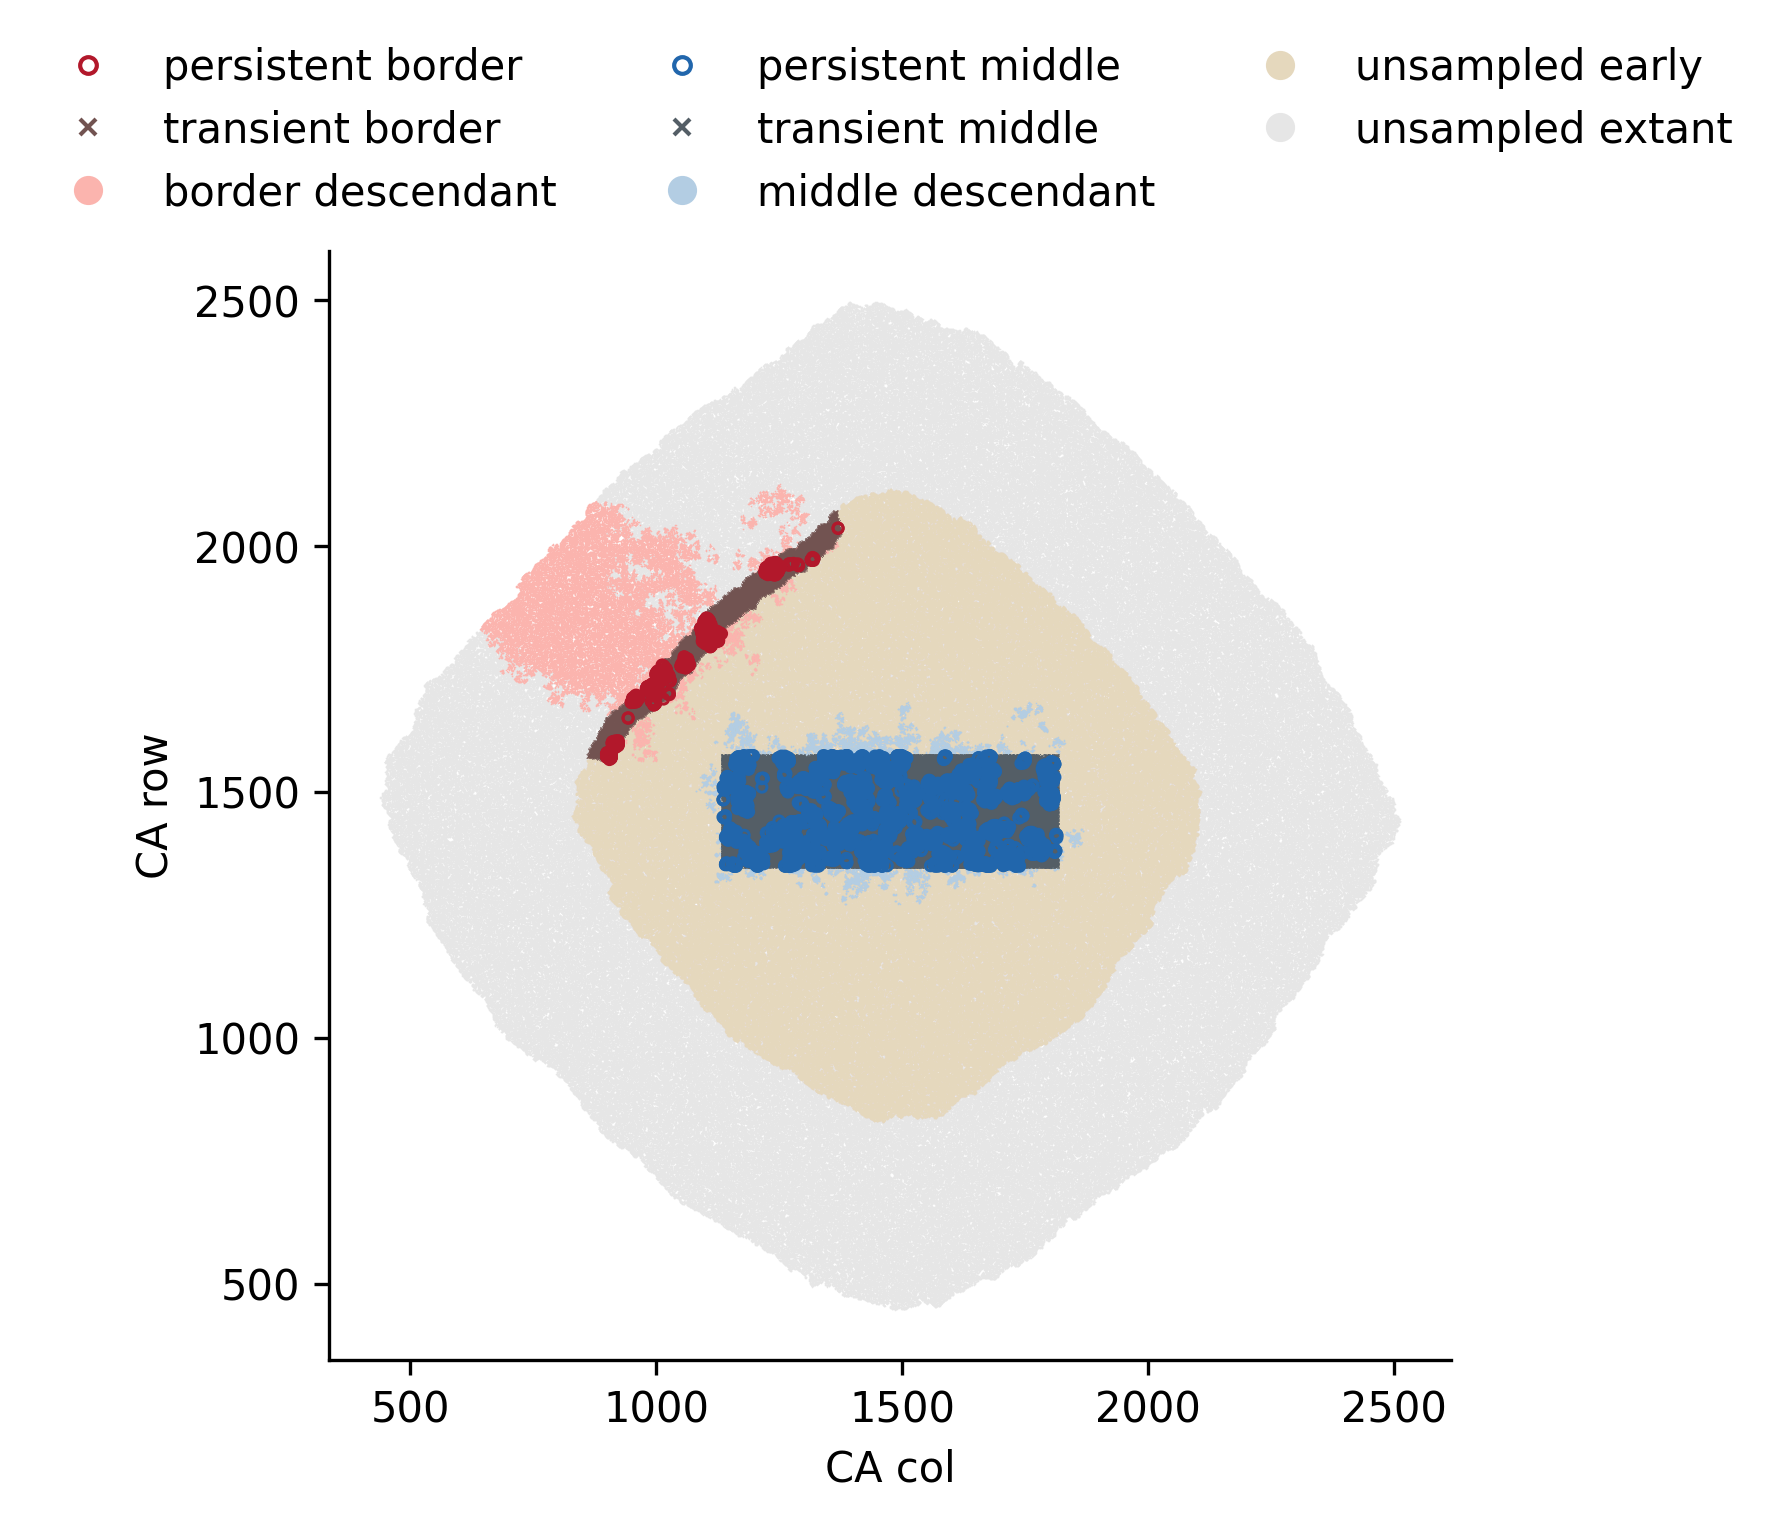 persistent border
transient border
border descendant
persistent middle
transient middle
middle descendant
unsampled early
unsampled extant
2500
2000
1500
1000
500
CA row
500 1000 1500 2000 2500
CA col